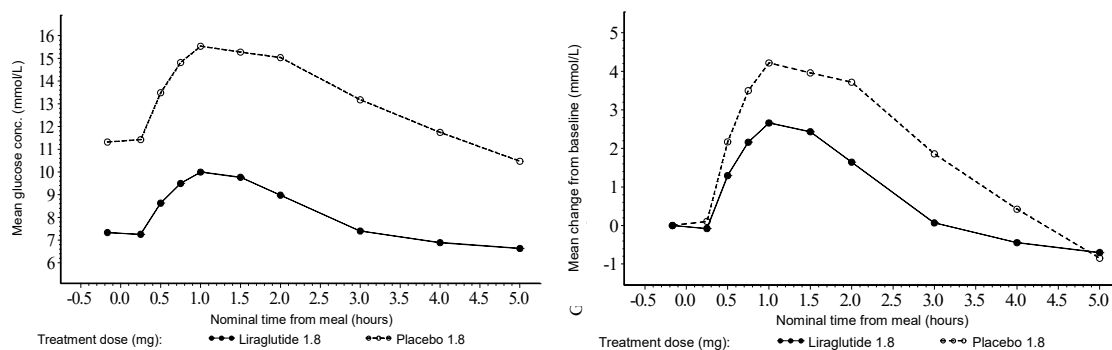 Mean glucose conc. (mmol/L)
16
15
14
13
12
11
10
9
8
7
6
-0.5 0.0 0.5 1.0 1.5 2.0 2.5 3.0 3.5 4.0 4.5 5.0
Nominal time from meal (hours)
Treatment dose (mg): Liraglutide 1.8 Placebo 1.8
Mean change from baseline (mmol/L)
5
4
3
2
1
0
-1
-0.5 0.0 0.5 1.0 1.5 2.0 2.5 3.0 3.5 4.0 4.5 5.0
G
Nominal time from meal (hours)
Treatment dose (mg): Liraglutide 1.8 Placebo 1.8